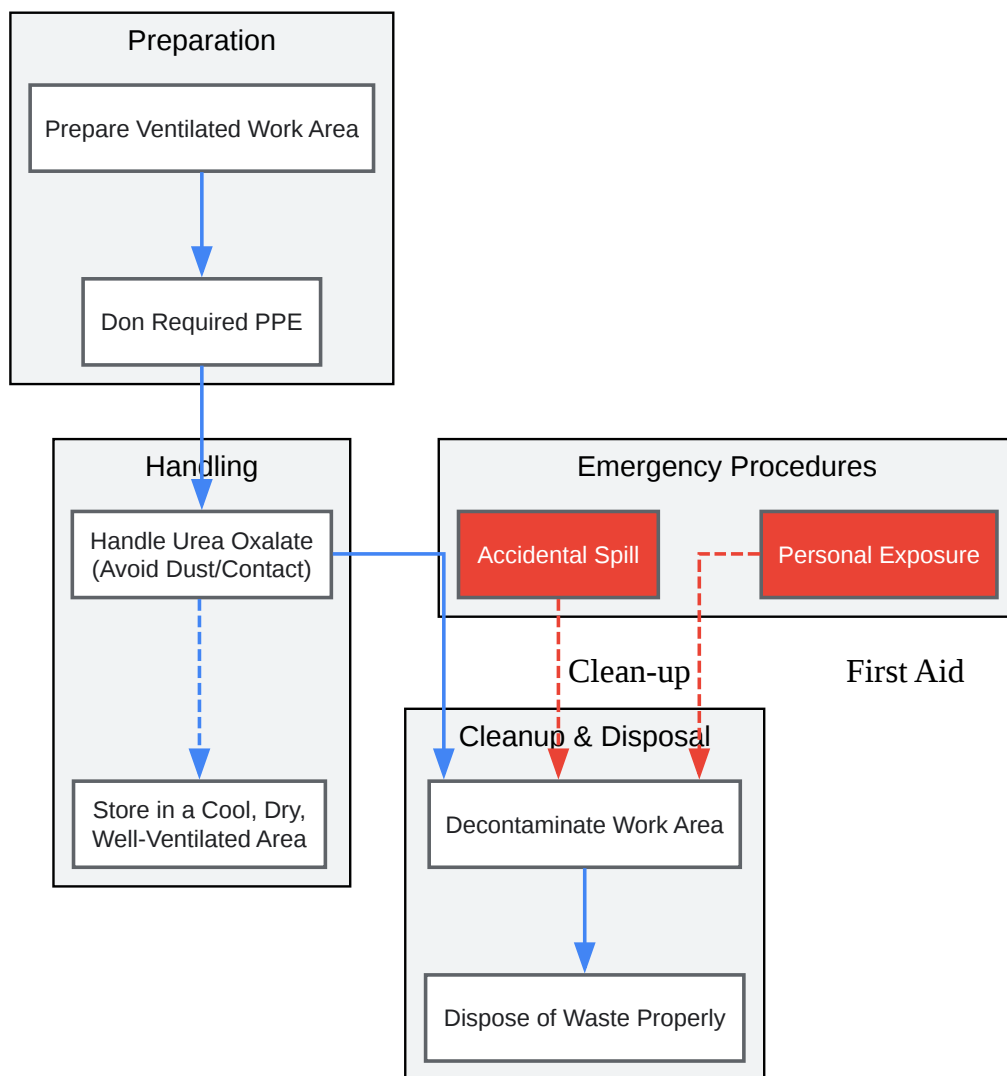 Preparation
Prepare Ventilated Work Area
Don Required PPE
Handling
Handle Urea Oxalate
(Avoid Dust/Contact)
Store in a Cool, Dry,
Well-Ventilated Area
Emergency Procedures
Accidental Spill
Personal Exposure
Clean-up
First Aid
Cleanup & Disposal
Decontaminate Work Area
Dispose of Waste Properly